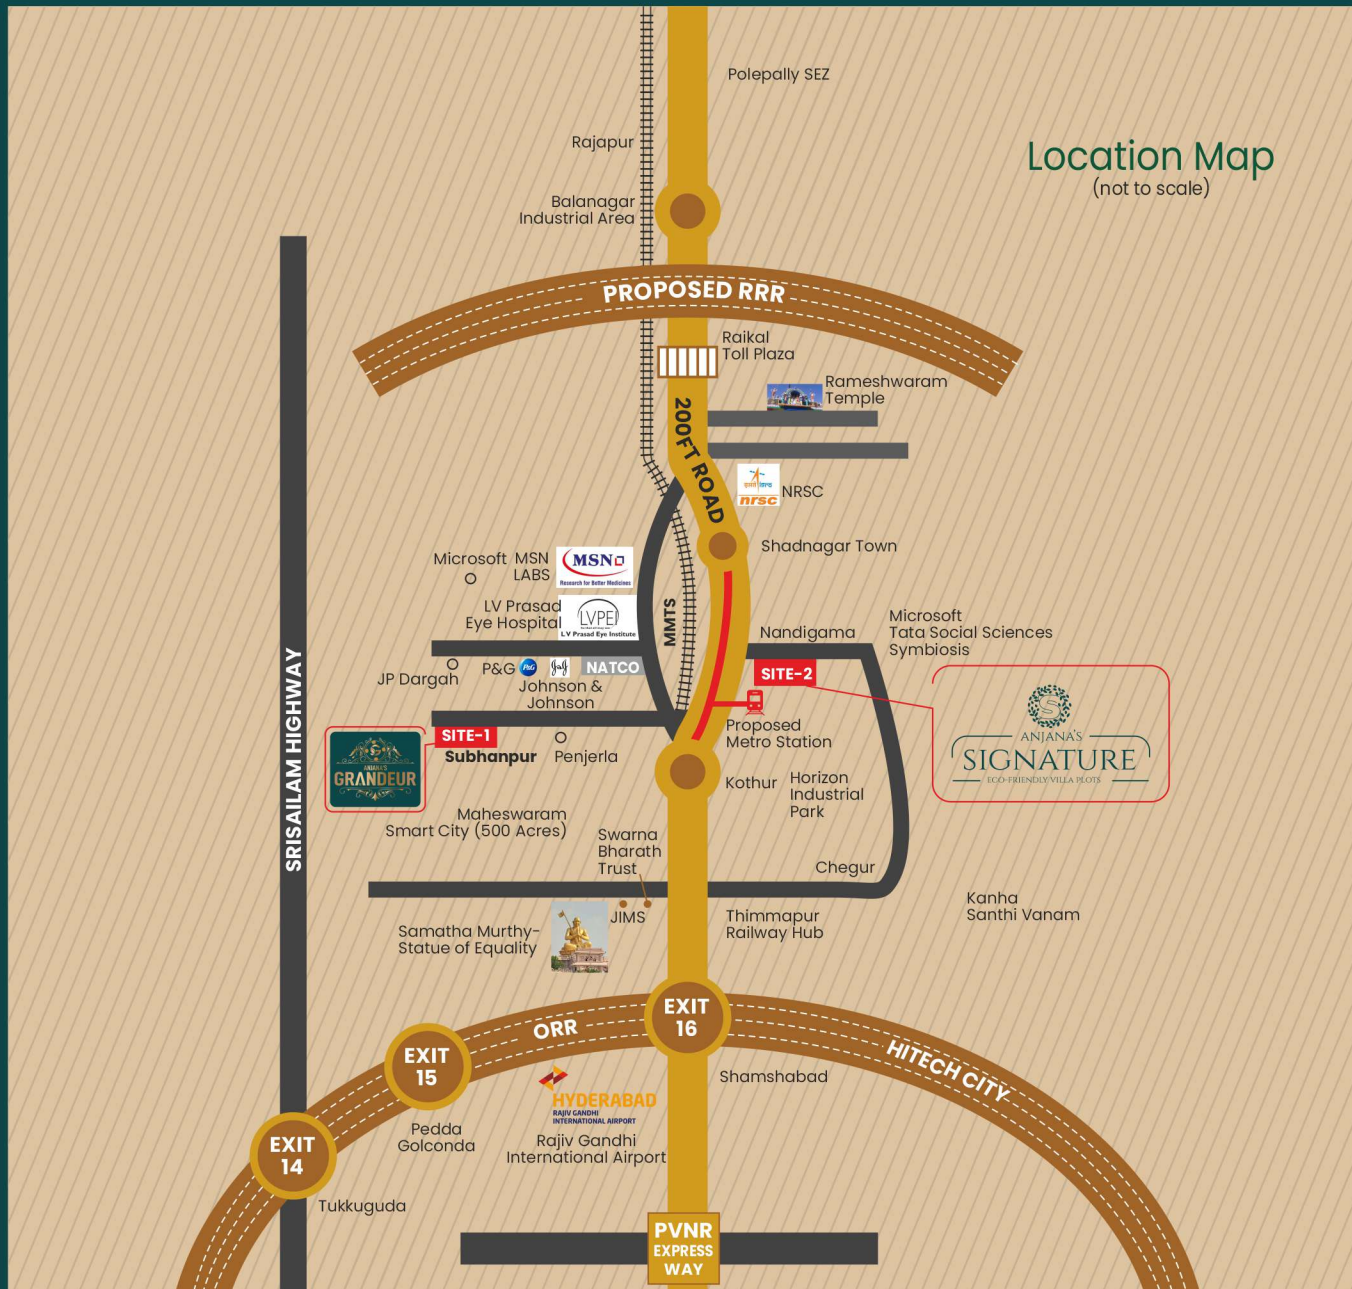 Polepally SEZ
Location Map
(not to scale)
Rajapur
Balanagar
Industrial Area
PROPOSED RRR
Raikal
Toll Plaza
Rameshwaram
Temple
200FT ROAD
nrsc
NRSC
Shadnagar Town
Microsoft
MSN
LABS
MSN
Research for Better Medicines
LV Prasad
Eye Hospital
LVPEI
L V Prasad Eye Institute
MMTS
Nandigama
Microsoft
Tata Social Sciences
Symbiosis
JP Dargah
P&G
P&G
J&J
NATCO
Johnson &
Johnson
SITE-2
SITE-1
Subhanpur
Penjerla
Proposed
Metro Station
ANJANA'S
GRANDEUR
ANJANA'S
SIGNATURE
ECO-FRIENDLY VILLA PLOTS
SRISAILAM HIGHWAY
Kothur
Horizon
Industrial
Park
Maheswaram
Smart City (500 Acres)
Swarna
Bharath
Trust
Chegur
JIMS
Kanha
Santhi Vanam
Samatha Murthy-
Statue of Equality
Thimmapur
Railway Hub
EXIT
16
ORR
HITECH CITY
EXIT
15
Shamshabad
HYDERABAD
RAJIV GANDHI
INTERNATIONAL AIRPORT
Pedda
Golconda
Rajiv Gandhi
International Airport
EXIT
14
Tukkuguda
PVNR
EXPRESS
WAY